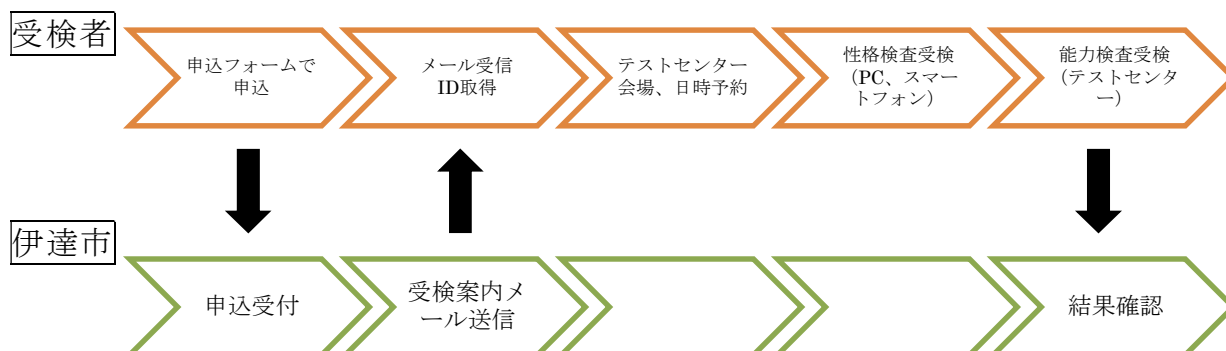 受検者
申込フォームで
申込
メール受信
ID取得
テストセンター
会場、日時予約
性格検査受検
（PC、スマー
トフォン）
能力検査受検
（テストセンタ
ー）
伊達市
申込受付
受検案内メ
ール送信
結果確認